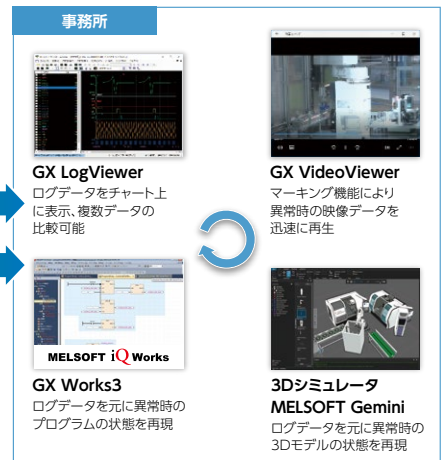 事務所
GX LogViewer
ログデータをチャート上
に表示、複数データの
比較可能
GX VideoViewer
マーキング機能により
異常時の映像データを
迅速に再生
MELSOFT iQ Works
GX Works3
ログデータを元に異常時の
プログラムの状態を再現
3Dシミュレータ
MELSOFT Gemini
ログデータを元に異常時の
3Dモデルの状態を再現